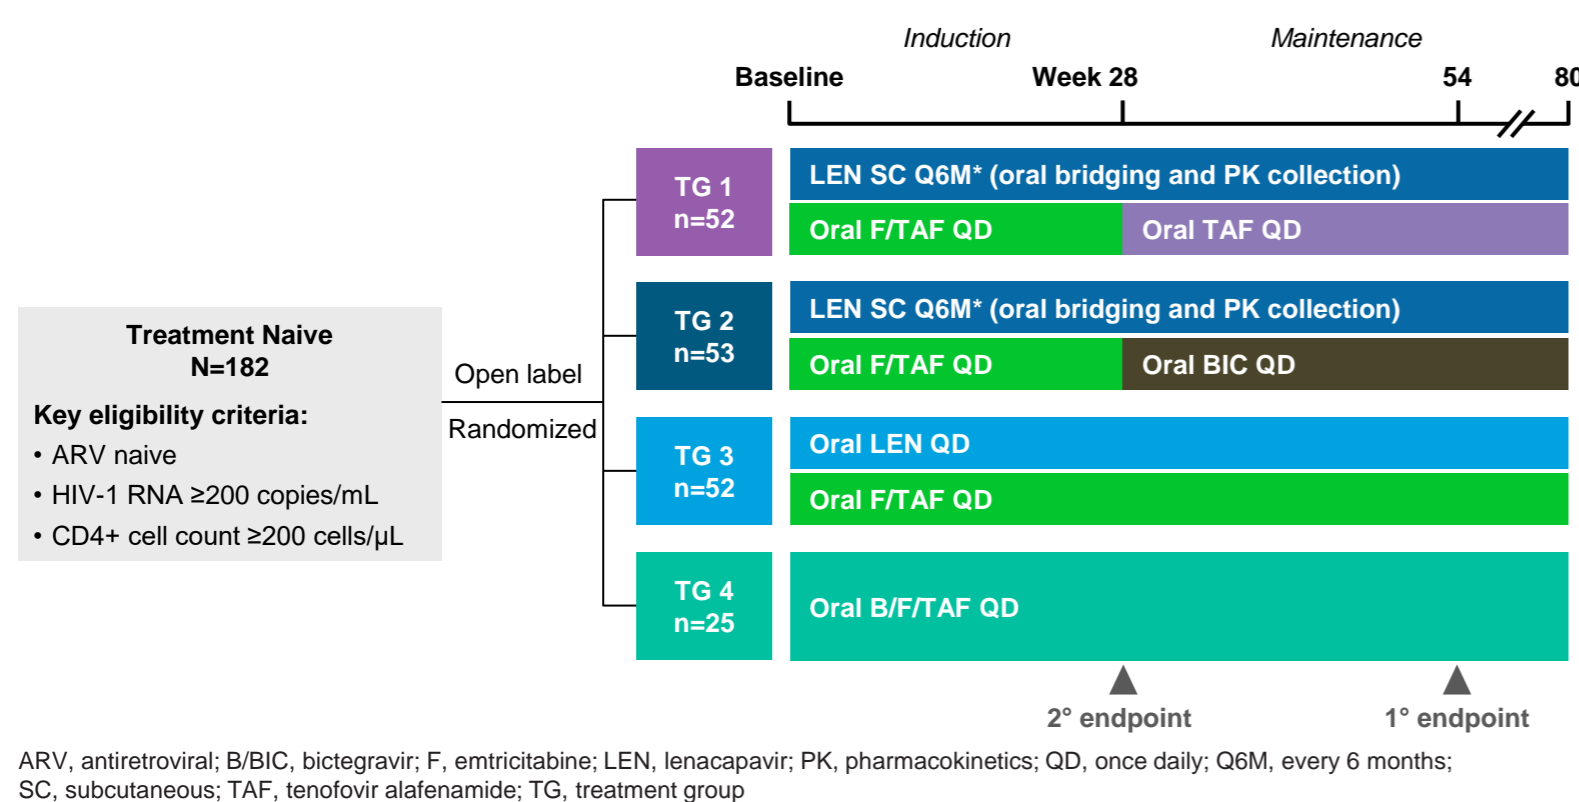 Induction
Maintenance
Baseline
Week 28
54
80
Treatment Naive
N=182
Key eligibility criteria:
• ARV naive
• HIV-1 RNA ≥200 copies/mL
• CD4+ cell count ≥200 cells/µL
Open label
Randomized
TG 1
n=52
LEN SC Q6M* (oral bridging and PK collection)
Oral F/TAF QD
Oral TAF QD
TG 2
n=53
LEN SC Q6M* (oral bridging and PK collection)
Oral F/TAF QD
Oral BIC QD
TG 3
n=52
Oral LEN QD
Oral F/TAF QD
TG 4
n=25
Oral B/F/TAF QD
2° endpoint
1° endpoint
ARV, antiretroviral; B/BIC, bictegravir; F, emtricitabine; LEN, lenacapavir; PK, pharmacokinetics; QD, once daily; Q6M, every 6 months;
SC, subcutaneous; TAF, tenofovir alafenamide; TG, treatment group